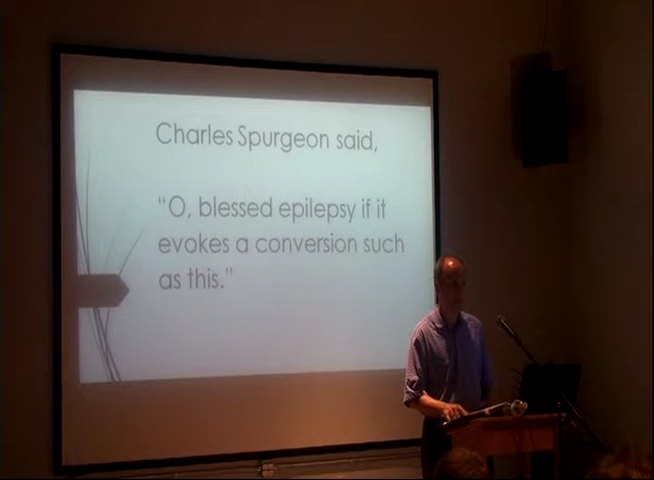 Charles Spurgeon said,
“O, blessed epilepsy if it
evokes a conversion such
as this.”